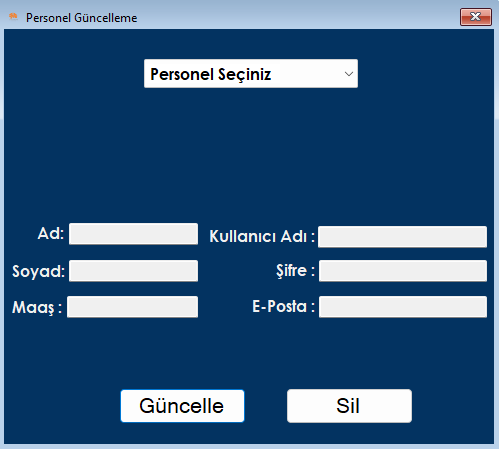 Personel Güncelleme
Personel Seçiniz
Ad:
Kullanıcı Adı :
Soyad:
Şifre :
Maaş :
E-Posta :
Güncelle
Sil